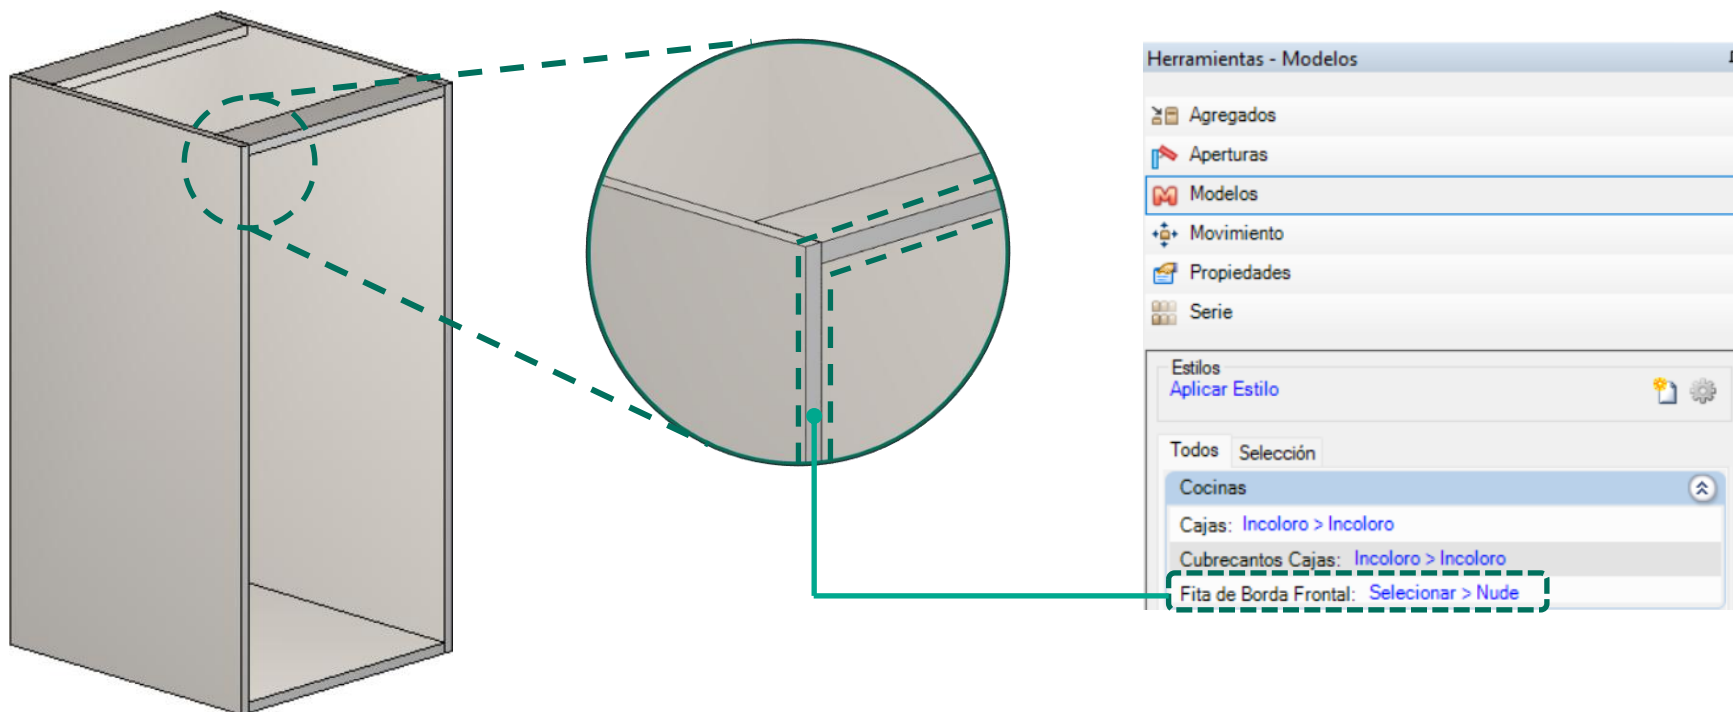 Herramientas - Modelos
Agregados
Aperturas
Modelos
Movimiento
Propiedades
Serie
Estilos
Aplicar Estilo
Todos Selección
Cocinas
Cajas: Incoloro > Incoloro
Cubrecantos Cajas: Incoloro > Incoloro
Fita de Borda Frontal: Selecionar > Nude